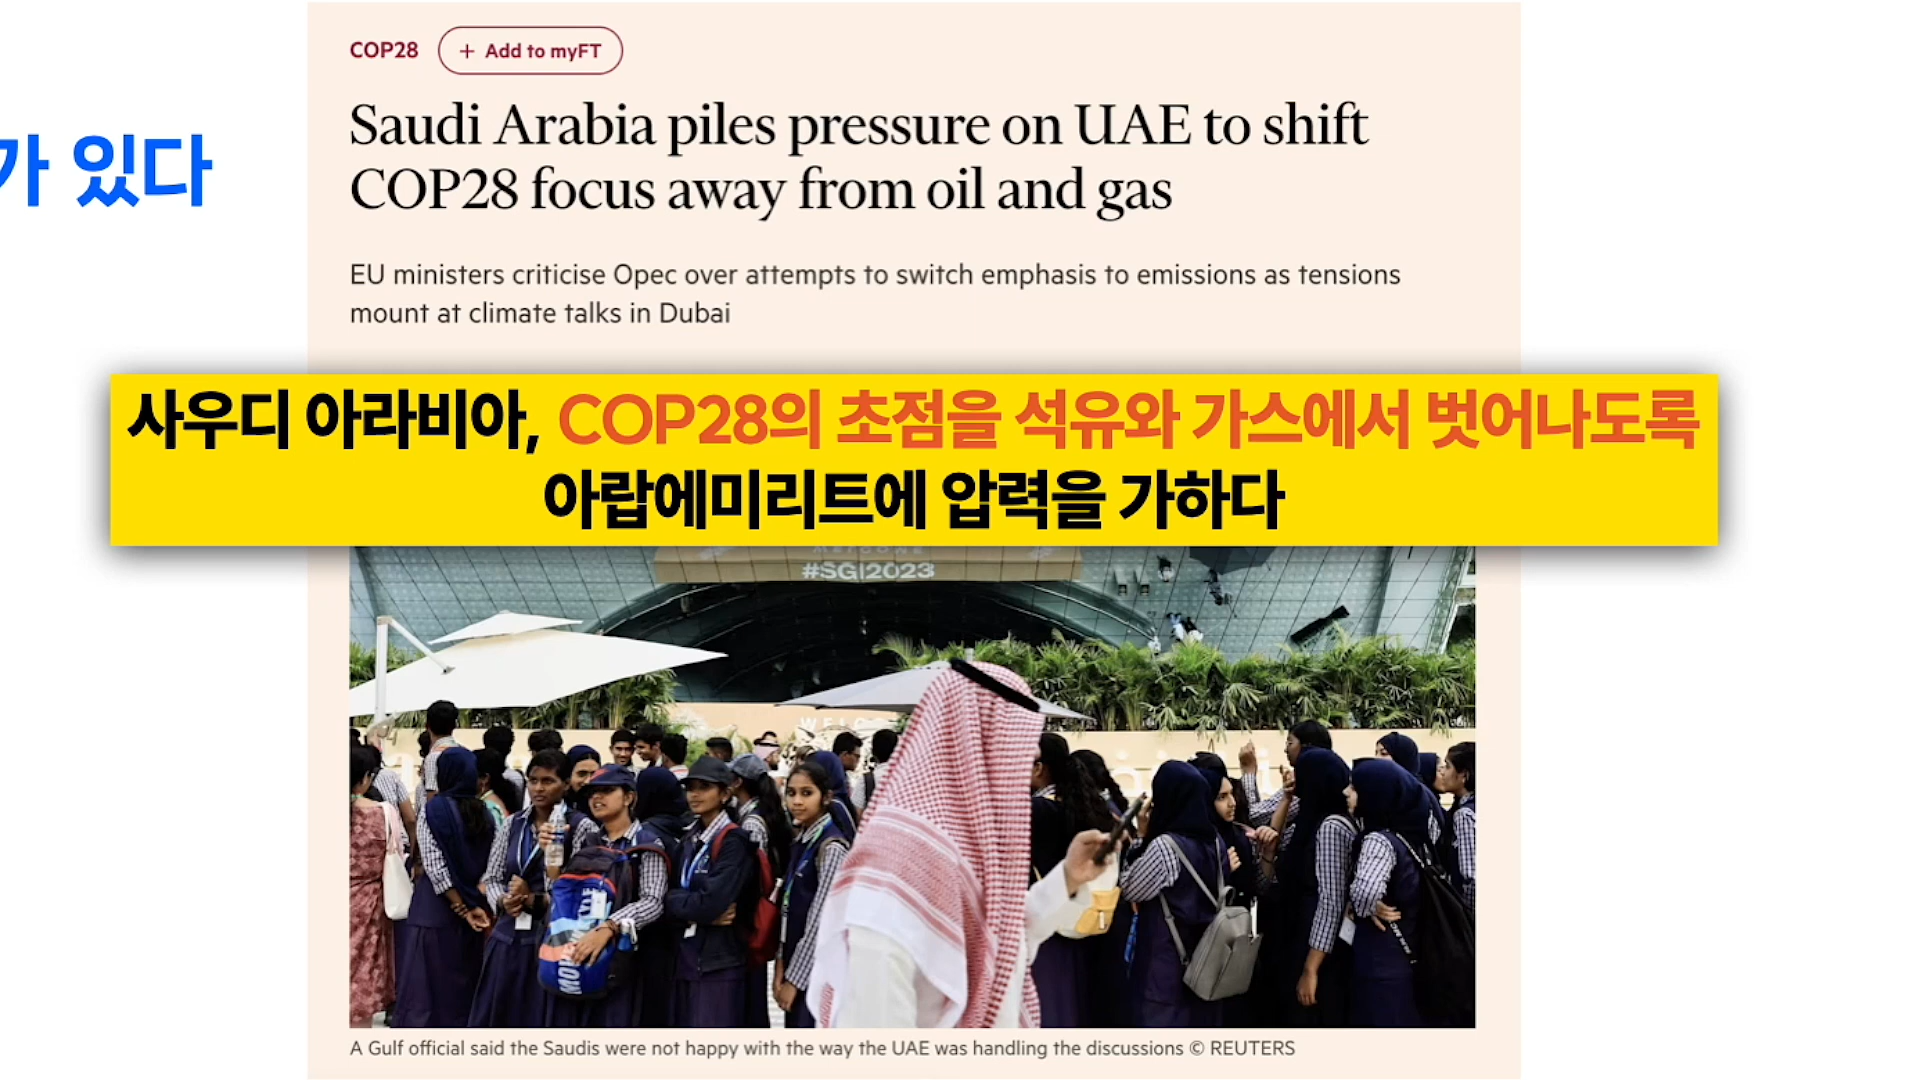 COP28
+ Add to myFT
Saudi Arabia piles pressure on UAE to shift
COP28 focus away from oil and gas
가 있다
EU ministers criticise Opec over attempts to switch emphasis to emissions as tensions
mount at climate talks in Dubai
사우디 아라비아, COP28의 초점을 석유와 가스에서 벗어나도록
아랍에미리트에 압력을 가하다
WELCOME
#SG|2023
A Gulf official said the Saudis were not happy with the way the UAE was handling the discussions © REUTERS